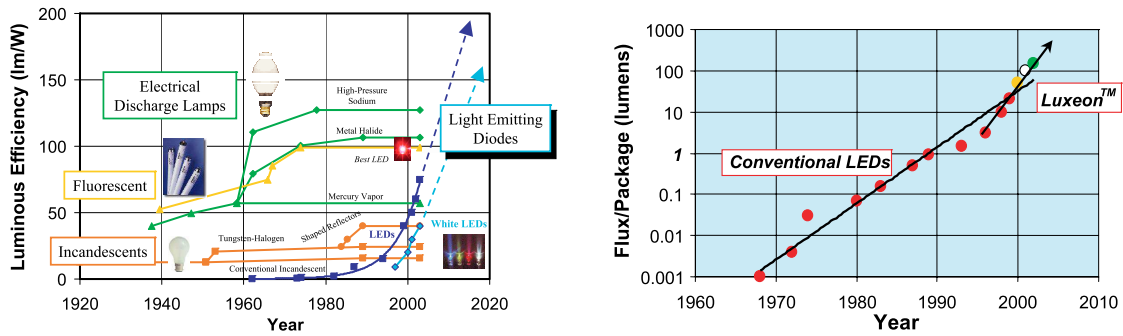 Luminous Efficiency (lm/W)
200
150
100
50
0
Electrical
Discharge Lamps
High-Pressure
Sodium
Metal Halide
Best LED
Light Emitting
Diodes
Fluorescent
Mercury Vapor
Incandescents
Tungsten-Halogen
Shaped Reflectors
LEDs
White LEDs
Conventional Incandescent
1920 1940 1960 1980 2000 2020
Year
Flux/Package (lumens)
1000
100
10
1
0.1
0.01
0.001
Luxeon™
Conventional LEDs
1960 1970 1980 1990 2000 2010
Year